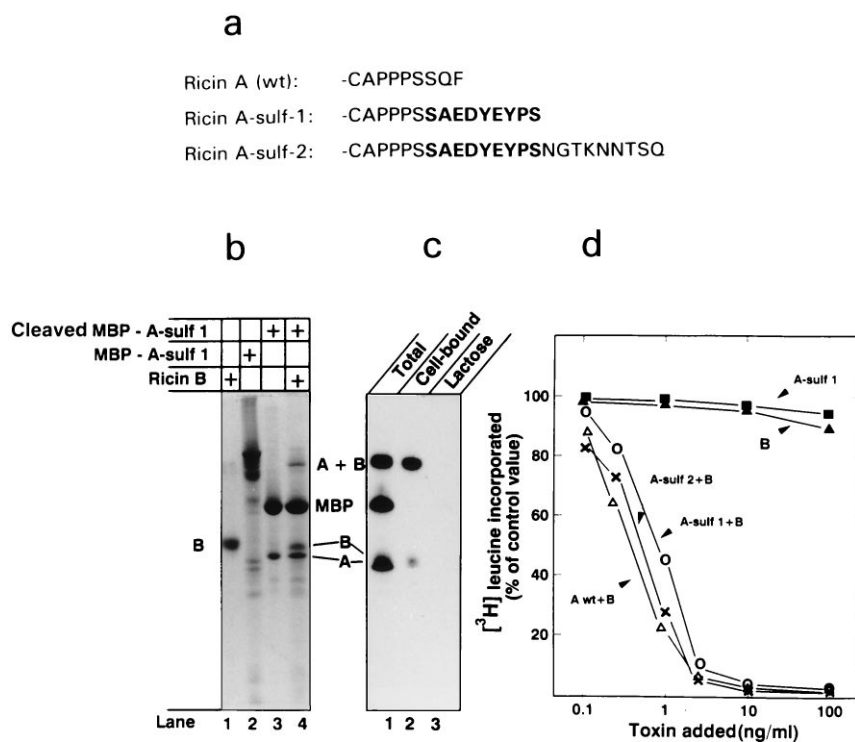 a
Ricin A (wt): -CAPPPSSQF
Ricin A-sulf-1: -CAPPPSSAEDYEYPS
Ricin A-sulf-2: -CAPPPSSAEDYEYPSNGTKNNTSQ
b
Cleaved MBP - A-sulf 1 + +
MBP - A-sulf 1 +
Ricin B + +
B
A + B
MBP
B
A
Lane 1 2 3 4
c
Total
Cell-bound
Lactose
1 2 3
d
[³H] leucine incorporated
(% of control value)
100
80
60
40
20
A-sulf 1
B
A-sulf 2+B
A-sulf 1+B
A wt+B
0.1 1 10 100
Toxin added (ng/ml)